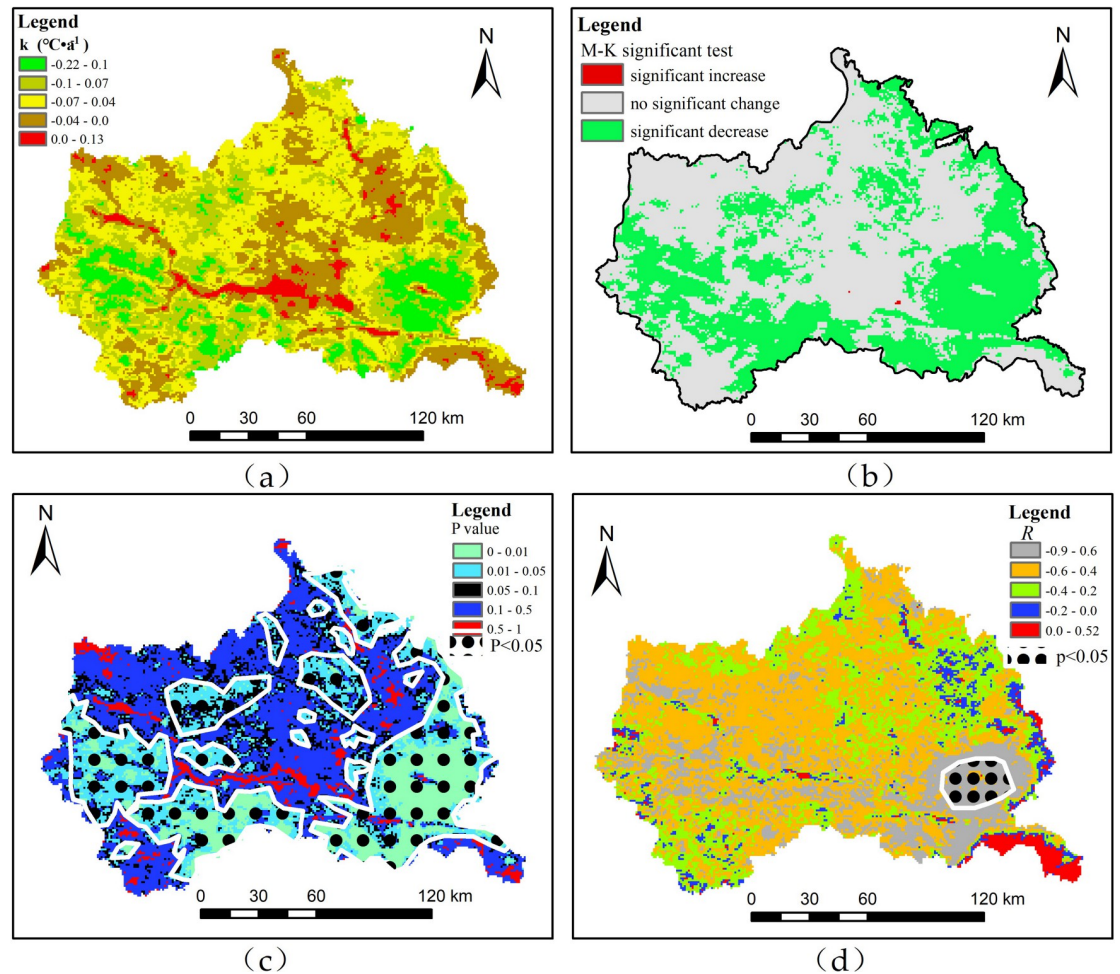 Legend
k (℃•a⁻¹)
-0.22 - 0.1
-0.1 - 0.07
-0.07 - 0.04
-0.04 - 0.0
0.0 - 0.13
N
0 30 60 120 km
(a)
Legend
M-K significant test
significant increase
no significant change
significant decrease
N
0 30 60 120 km
(b)
N
Legend
P value
0 - 0.01
0.01 - 0.05
0.05 - 0.1
0.1 - 0.5
0.5 - 1
P<0.05
0 30 60 120 km
(c)
N
Legend
R
-0.9 - 0.6
-0.6 - 0.4
-0.4 - 0.2
-0.2 - 0.0
0.0 - 0.52
p<0.05
0 30 60 120 km
(d)